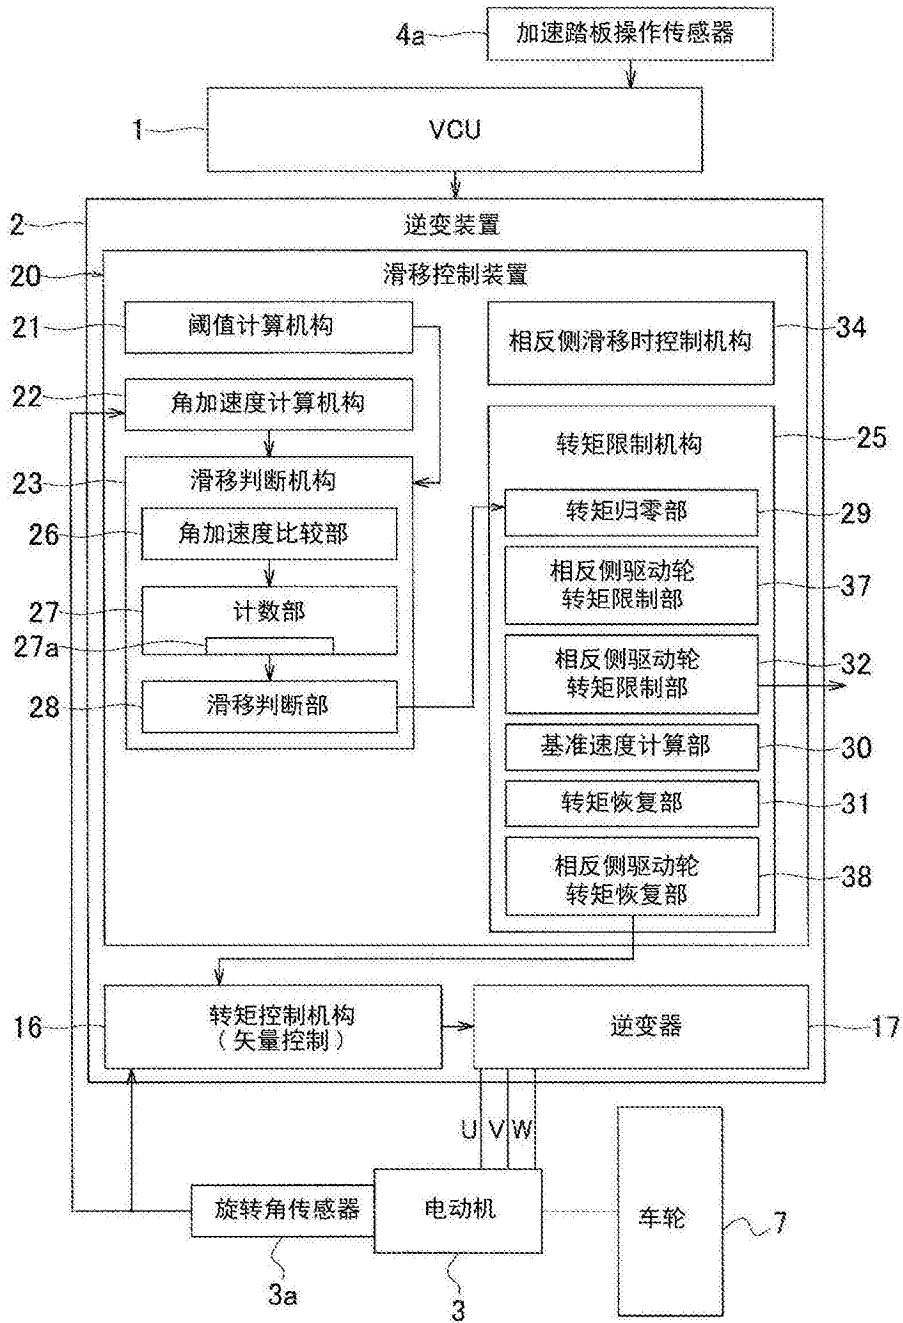 4a
加速踏板操作传感器
1
VCU
2
逆变装置
20
滑移控制装置
21
阈值计算机构
相反侧滑移时控制机构
34
22
角加速度计算机构
转矩限制机构
25
23
滑移判断机构
26
角加速度比较部
转矩归零部
29
27
计数部
27a
相反侧驱动轮
转矩限制部
37
28
滑移判断部
相反侧驱动轮
转矩限制部
32
基准速度计算部
30
转矩恢复部
31
相反侧驱动轮
转矩恢复部
38
16
转矩控制机构
（矢量控制）
逆变器
17
U V W
旋转角传感器
电动机
车轮
7
3a
3